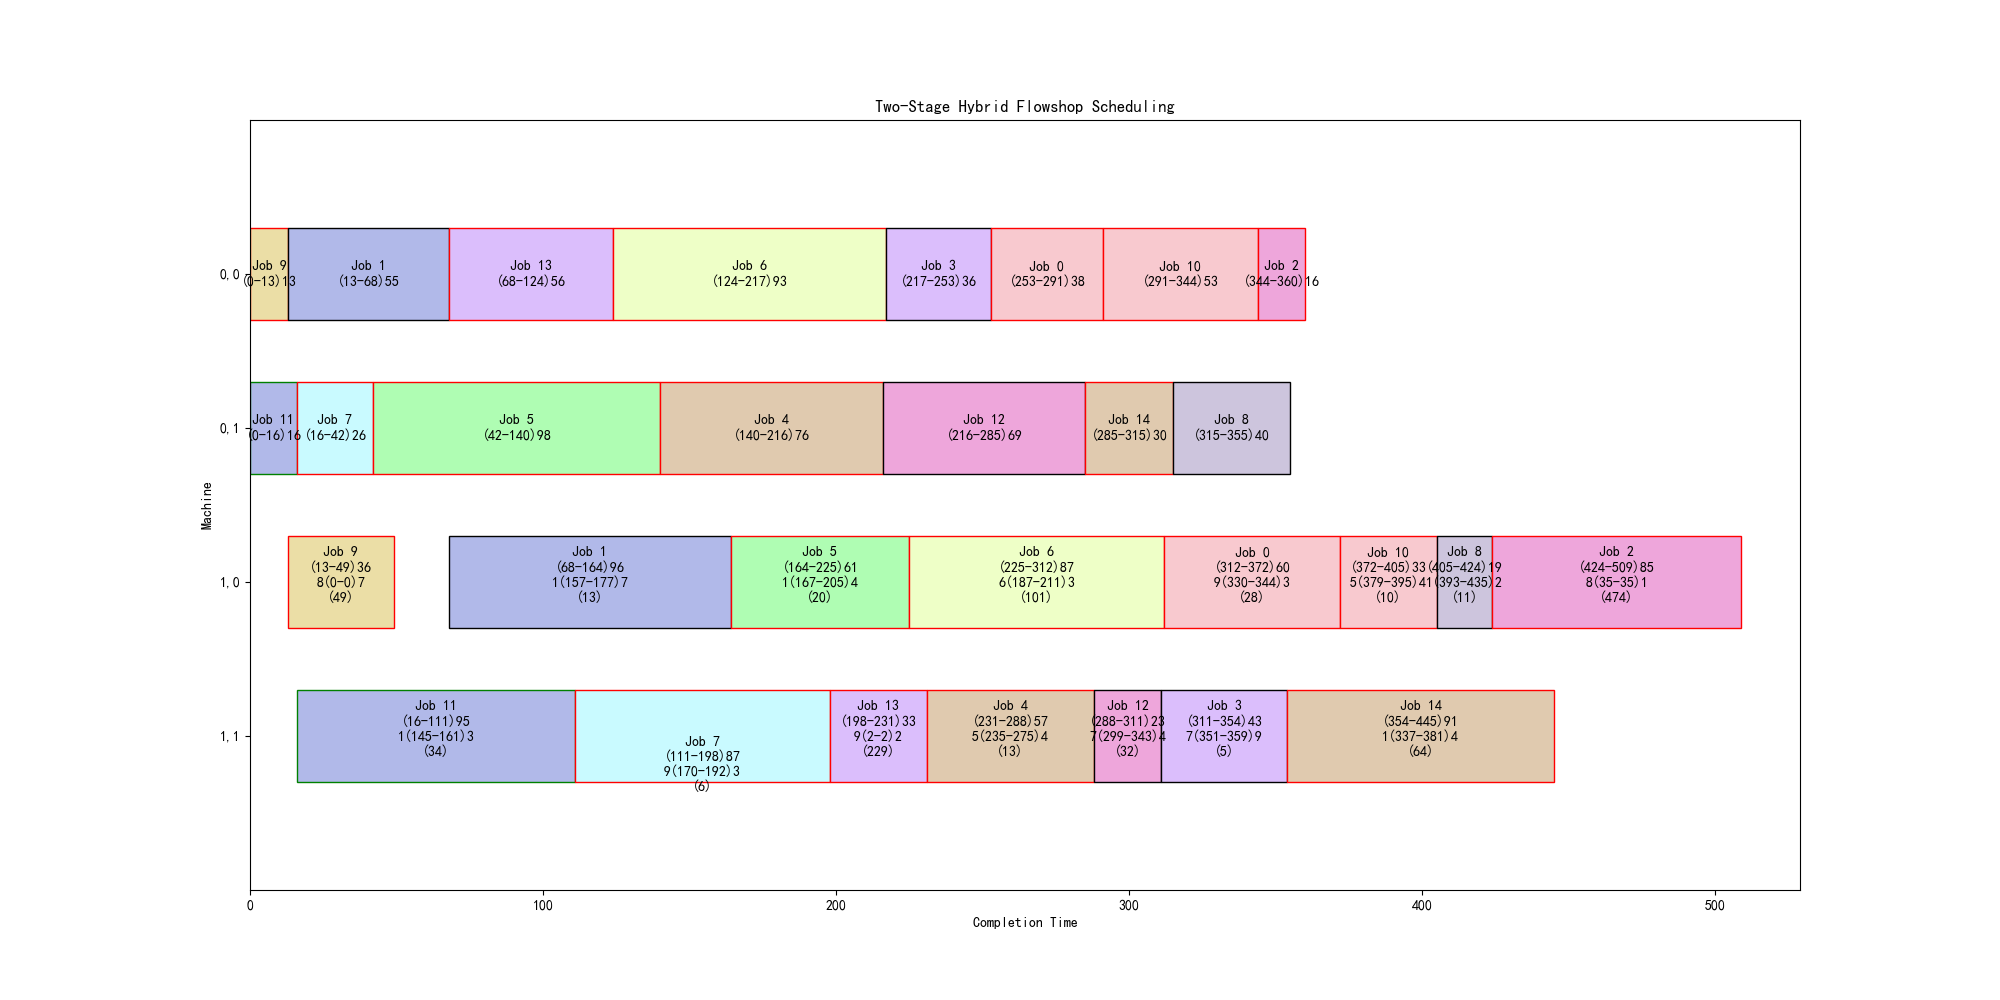 Two-Stage Hybrid Flowshop Scheduling
0,0
Job 9
(0-13)13
Job 1
(13-68)55
Job 13
(68-124)56
Job 6
(124-217)93
Job 3
(217-253)36
Job 0
(253-291)38
Job 10
(291-344)53
Job 2
(344-360)16
0,1
Job 11
(0-16)16
Job 7
(16-42)26
Job 5
(42-140)98
Job 4
(140-216)76
Job 12
(216-285)69
Job 14
(285-315)30
Job 8
(315-355)40
Machine
1,0
Job 9
(13-49)36
8(0-0)7
(49)
Job 1
(68-164)96
1(157-177)7
(13)
Job 5
(164-225)61
1(167-205)4
(20)
Job 6
(225-312)87
6(187-211)3
(101)
Job 0
(312-372)60
9(330-344)3
(28)
Job 10
(372-405)33
5(379-395)4
(10)
Job 8
(405-424)19
1(393-435)2
(11)
Job 2
(424-509)85
8(35-35)1
(474)
1,1
Job 11
(16-111)95
1(145-161)3
(34)
Job 7
(111-198)87
9(170-192)3
(6)
Job 13
(198-231)33
9(2-2)2
(229)
Job 4
(231-288)57
5(235-275)4
(13)
Job 12
(288-311)23
7(299-343)4
(32)
Job 3
(311-354)43
7(351-359)9
(5)
Job 14
(354-445)91
1(337-381)4
(64)
0
100
200
300
400
500
Completion Time